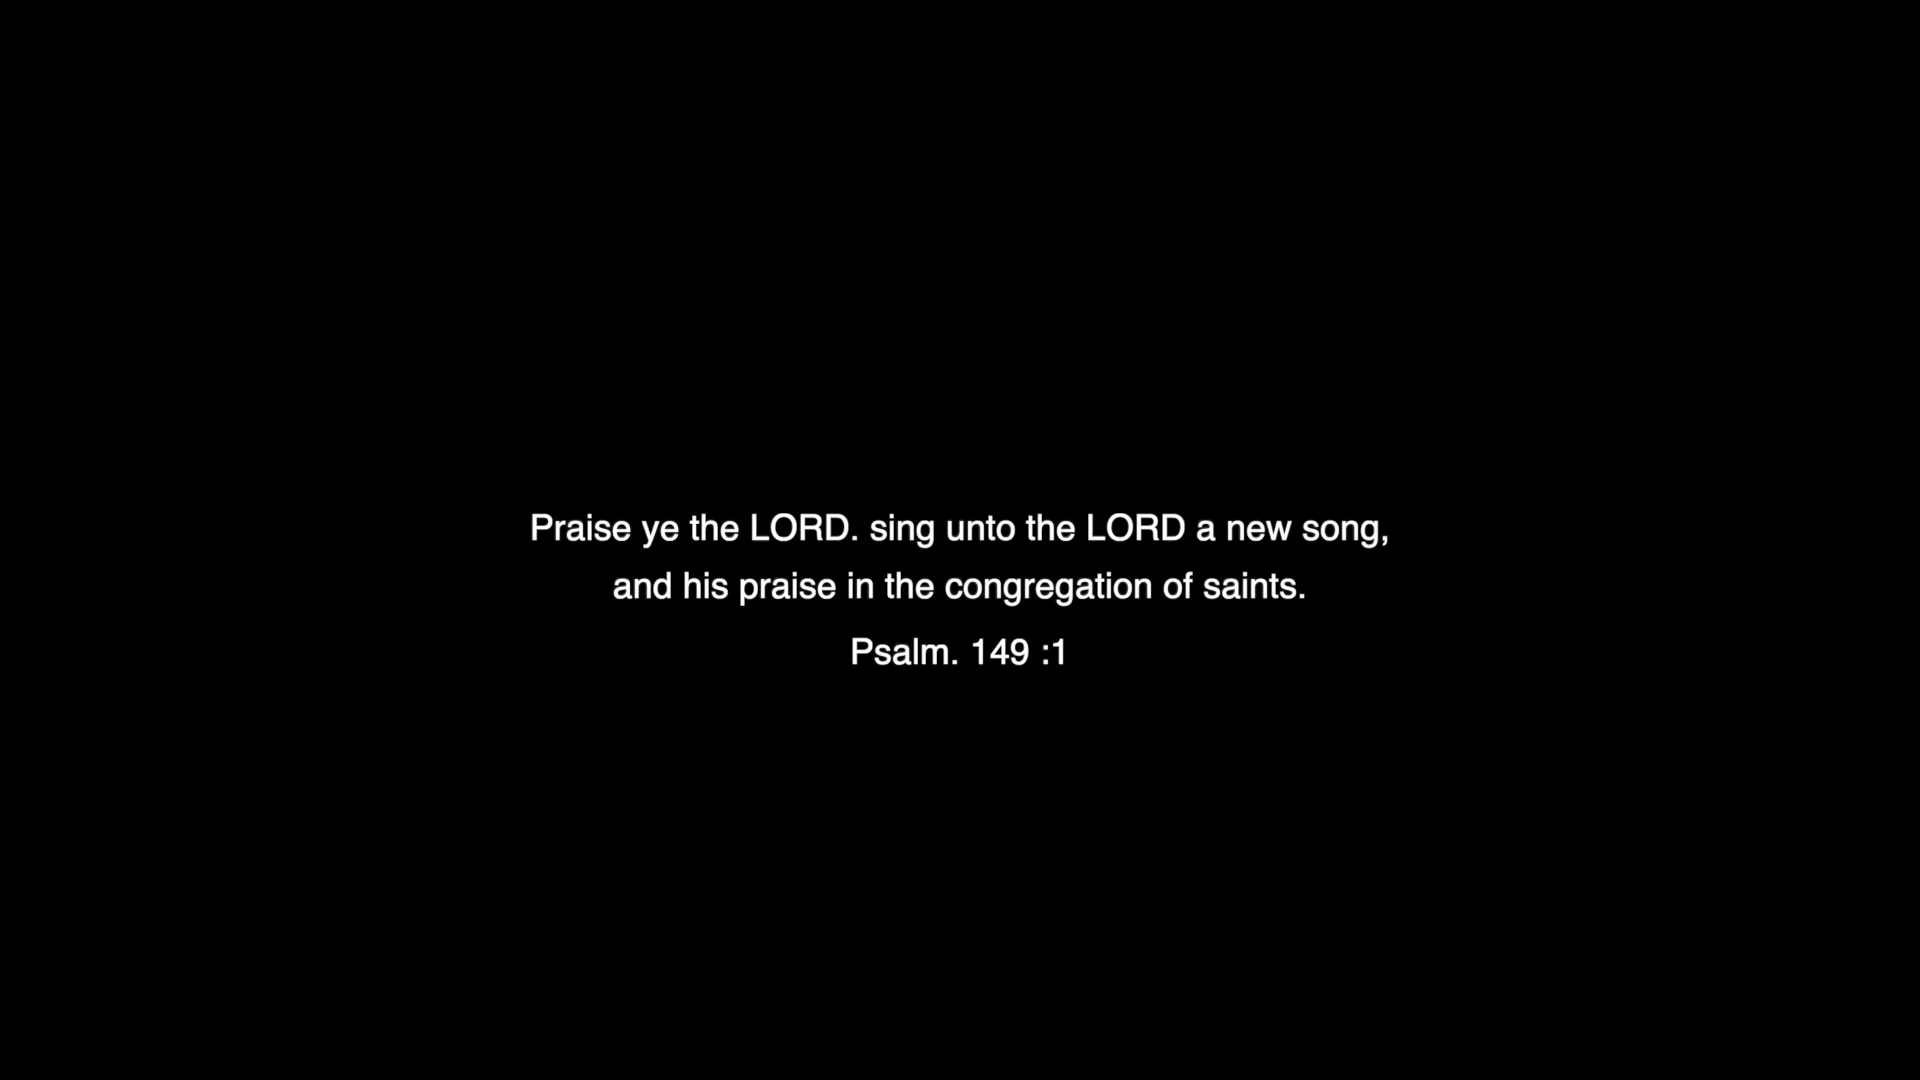 Praise ye the LORD. sing unto the LORD a new song,
and his praise in the congregation of saints.
Psalm. 149 :1